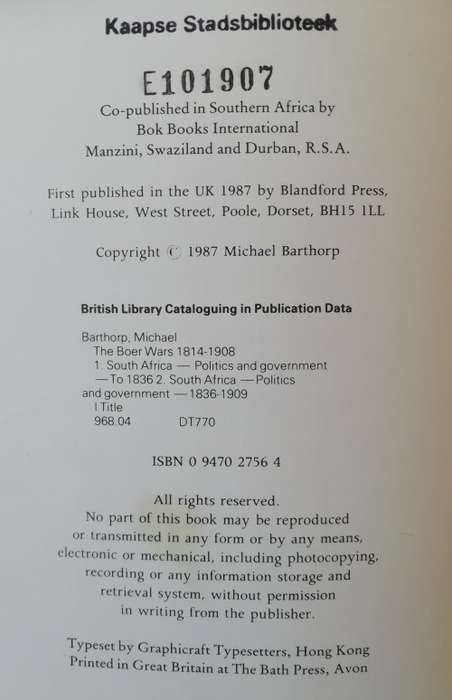 Kaapse Stadsbiblioteek
E101907
Co-published in Southern Africa by
Bok Books International
Manzini, Swaziland and Durban, R.S.A.
First published in the UK 1987 by Blandford Press,
Link House, West Street, Poole, Dorset, BH15 1LL
Copyright © 1987 Michael Barthorp
British Library Cataloguing in Publication Data
Barthorp, Michael
The Boer Wars 1814-1908
1. South Africa — Politics and government
—To 1836 2. South Africa —Politics
and government — 1836-1909
I Title
968.04 DT770
ISBN 0 9470 2756 4
All rights reserved.
No part of this book may be reproduced
or transmitted in any form or by any means,
electronic or mechanical, including photocopying,
recording or any information storage and
retrieval system, without permission
in writing from the publisher.
Typeset by Graphicraft Typesetters, Hong Kong
Printed in Great Britain at The Bath Press, Avon